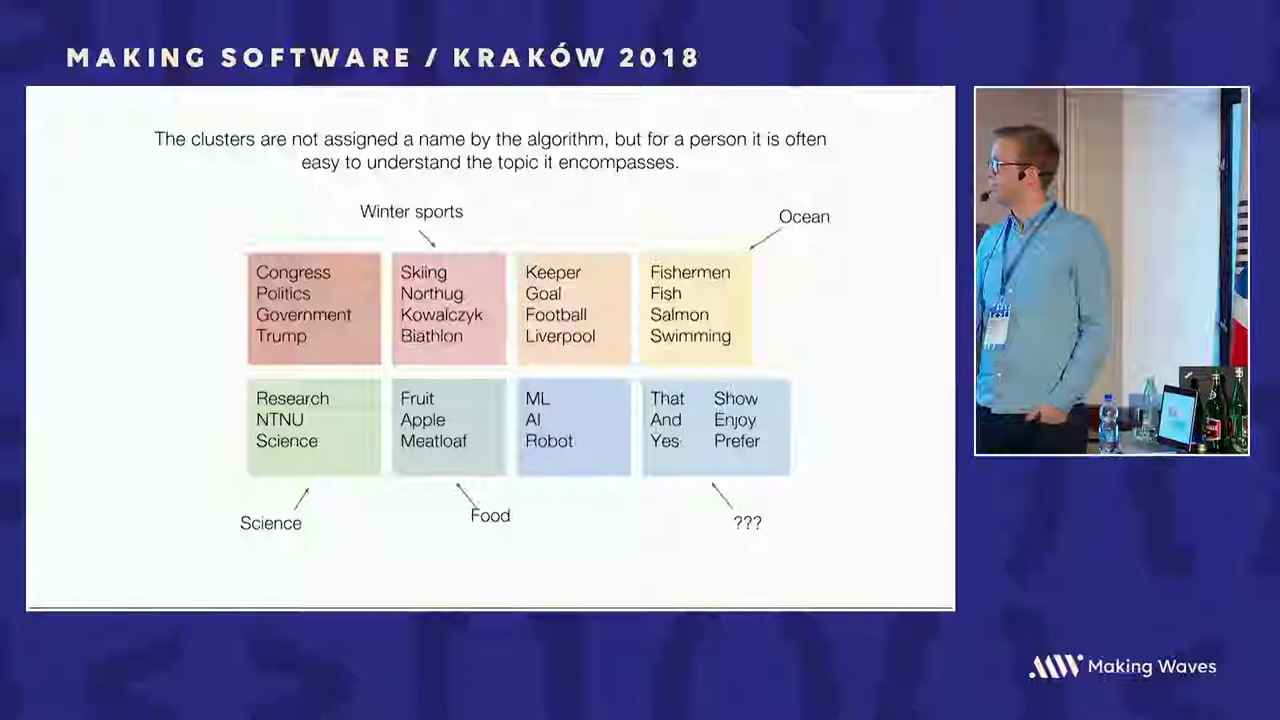 MAKING SOFTWARE / KRAKÓW 2018
The clusters are not assigned a name by the algorithm, but for a person it is often
easy to understand the topic it encompasses.
Winter sports
Ocean
Congress
Politics
Government
Trump
Skiing
Northug
Kowalczyk
Biathlon
Keeper
Goal
Football
Liverpool
Fishermen
Fish
Salmon
Swimming
Research
NTNU
Science
Fruit
Apple
Meatloaf
ML
AI
Robot
That Show
And Enjoy
Yes Prefer
Science
Food
???
Making Waves